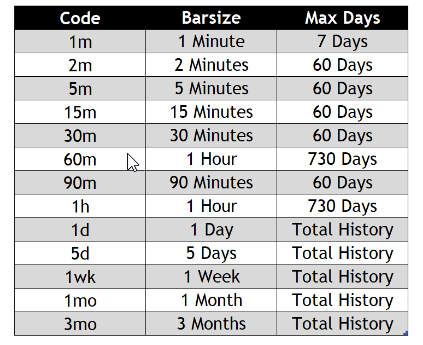 Code Barsize Max Days
1m 1 Minute 7 Days
2m 2 Minutes 60 Days
5m 5 Minutes 60 Days
15m 15 Minutes 60 Days
30m 30 Minutes 60 Days
60m 1 Hour 730 Days
90m 90 Minutes 60 Days
1h 1 Hour 730 Days
1d 1 Day Total History
5d 5 Days Total History
1wk 1 Week Total History
1mo 1 Month Total History
3mo 3 Months Total History